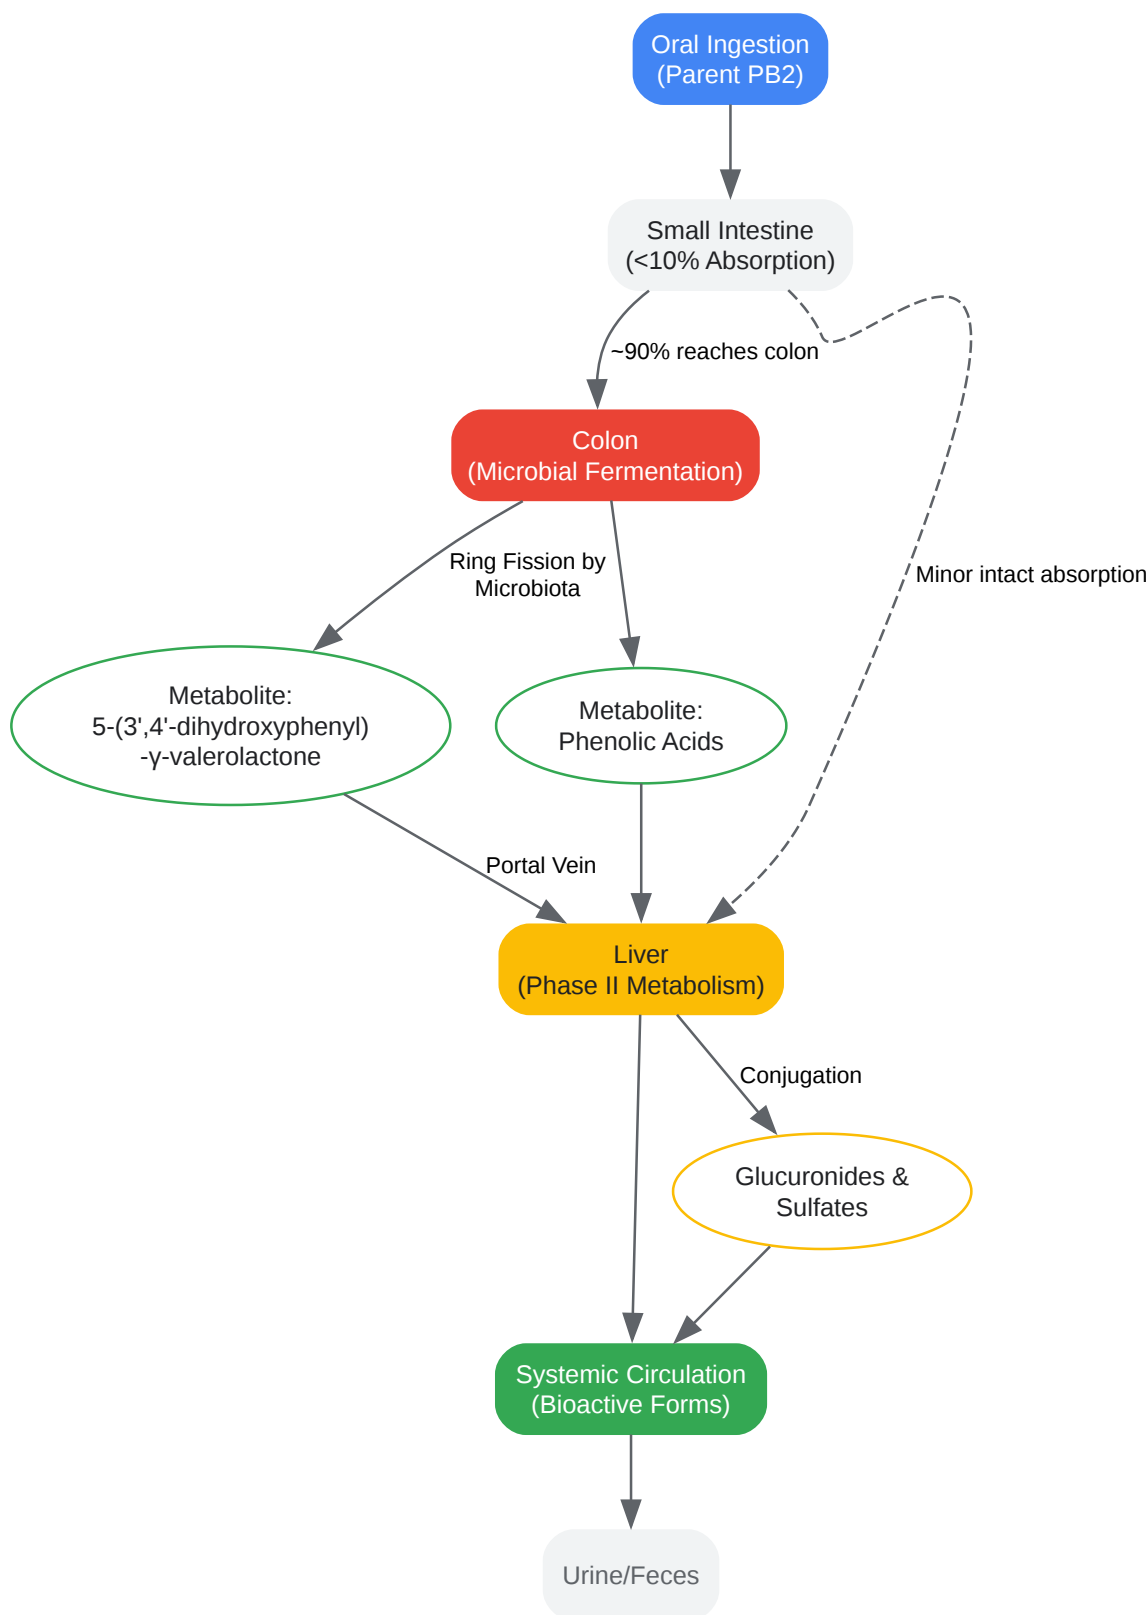 Oral Ingestion
(Parent PB2)
Small Intestine
(<10% Absorption)
~90% reaches colon
Colon
(Microbial Fermentation)
Ring Fission by
Microbiota
Minor intact absorption
Metabolite:
5-(3',4'-dihydroxyphenyl)
-γ-valerolactone
Metabolite:
Phenolic Acids
Portal Vein
Liver
(Phase II Metabolism)
Conjugation
Glucuronides &
Sulfates
Systemic Circulation
(Bioactive Forms)
Urine/Feces